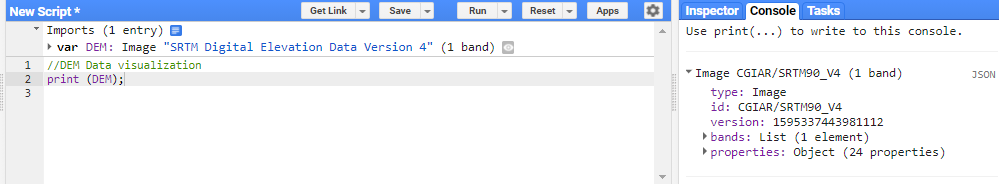 New Script *
Get Link
Save
Run
Reset
Apps
Imports (1 entry)
var DEM: Image "SRTM Digital Elevation Data Version 4" (1 band)
1 //DEM Data visualization
2 print (DEM);
3
Inspector Console Tasks
Use print(...) to write to this console.
Image CGIAR/SRTM90_V4 (1 band) JSON
type: Image
id: CGIAR/SRTM90_V4
version: 1595337443981112
bands: List (1 element)
properties: Object (24 properties)